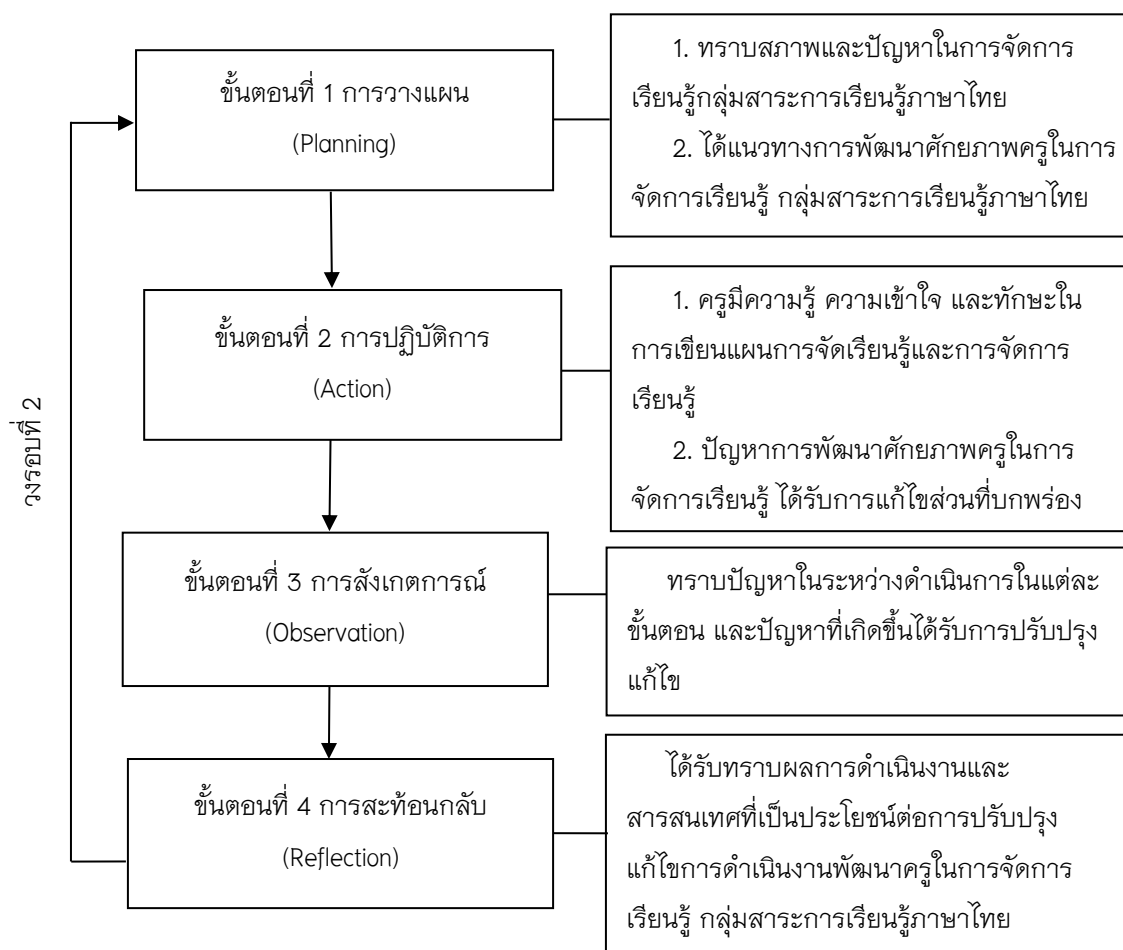 ขั้นตอนที่ 1 การวางแผน
(Planning)
1. ทราบสภาพและปัญหาในการจัดการ
เรียนรู้กลุ่มสาระการเรียนรู้ภาษาไทย
2. ได้แนวทางการพัฒนาศักยภาพครูในการ
จัดการเรียนรู้ กลุ่มสาระการเรียนรู้ภาษาไทย
ขั้นตอนที่ 2 การปฏิบัติการ
(Action)
1. ครูมีความรู้ ความเข้าใจ และทักษะใน
การเขียนแผนการจัดเรียนรู้และการจัดการ
เรียนรู้
2. ปัญหาการพัฒนาศักยภาพครูในการ
จัดการเรียนรู้ ได้รับการแก้ไขส่วนที่บกพร่อง
วงรอบที่ 2
ขั้นตอนที่ 3 การสังเกตการณ์
(Observation)
ทราบปัญหาในระหว่างดำเนินการในแต่ละ
ขั้นตอน และปัญหาที่เกิดขึ้นได้รับการปรับปรุง
แก้ไข
ขั้นตอนที่ 4 การสะท้อนกลับ
(Reflection)
ได้รับทราบผลการดำเนินงานและ
สารสนเทศที่เป็นประโยชน์ต่อการปรับปรุง
แก้ไขการดำเนินงานพัฒนาครูในการจัดการ
เรียนรู้ กลุ่มสาระการเรียนรู้ภาษาไทย